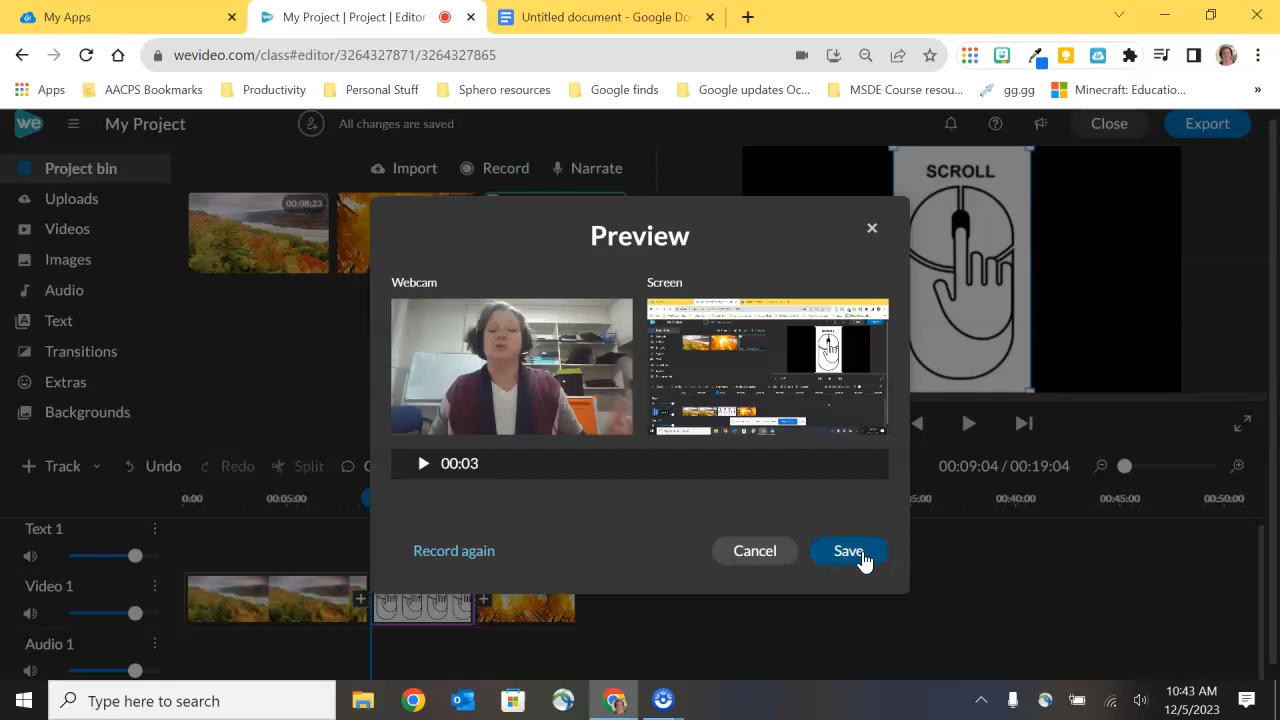 My Apps
My Project | Project | Editor
Untitled document - Google Do
wevideo.com/class#editor/3264327871/3264327865
Apps
AACPS Bookmarks
Productivity
Personal Stuff
Sphero resources
Google finds
Google updates Oc...
MSDE Course resou...
gg.gg
Minecraft: Educatio...
»
we
My Project
All changes are saved
Close
Export
Project bin
Import
Record
Narrate
Uploads
Videos
Images
Audio
Text
Transitions
Extras
Backgrounds
00:08:23
SCROLL
Preview
Webcam
Screen
00:03
Record again
Cancel
Save
Track
Undo
Redo
Split
C
00:09:04 / 00:19:04
0:00
00:05:00
:00
00:40:00
00:45:00
00:50:00
Text 1
Video 1
Audio 1
Type here to search
10:43 AM
12/5/2023